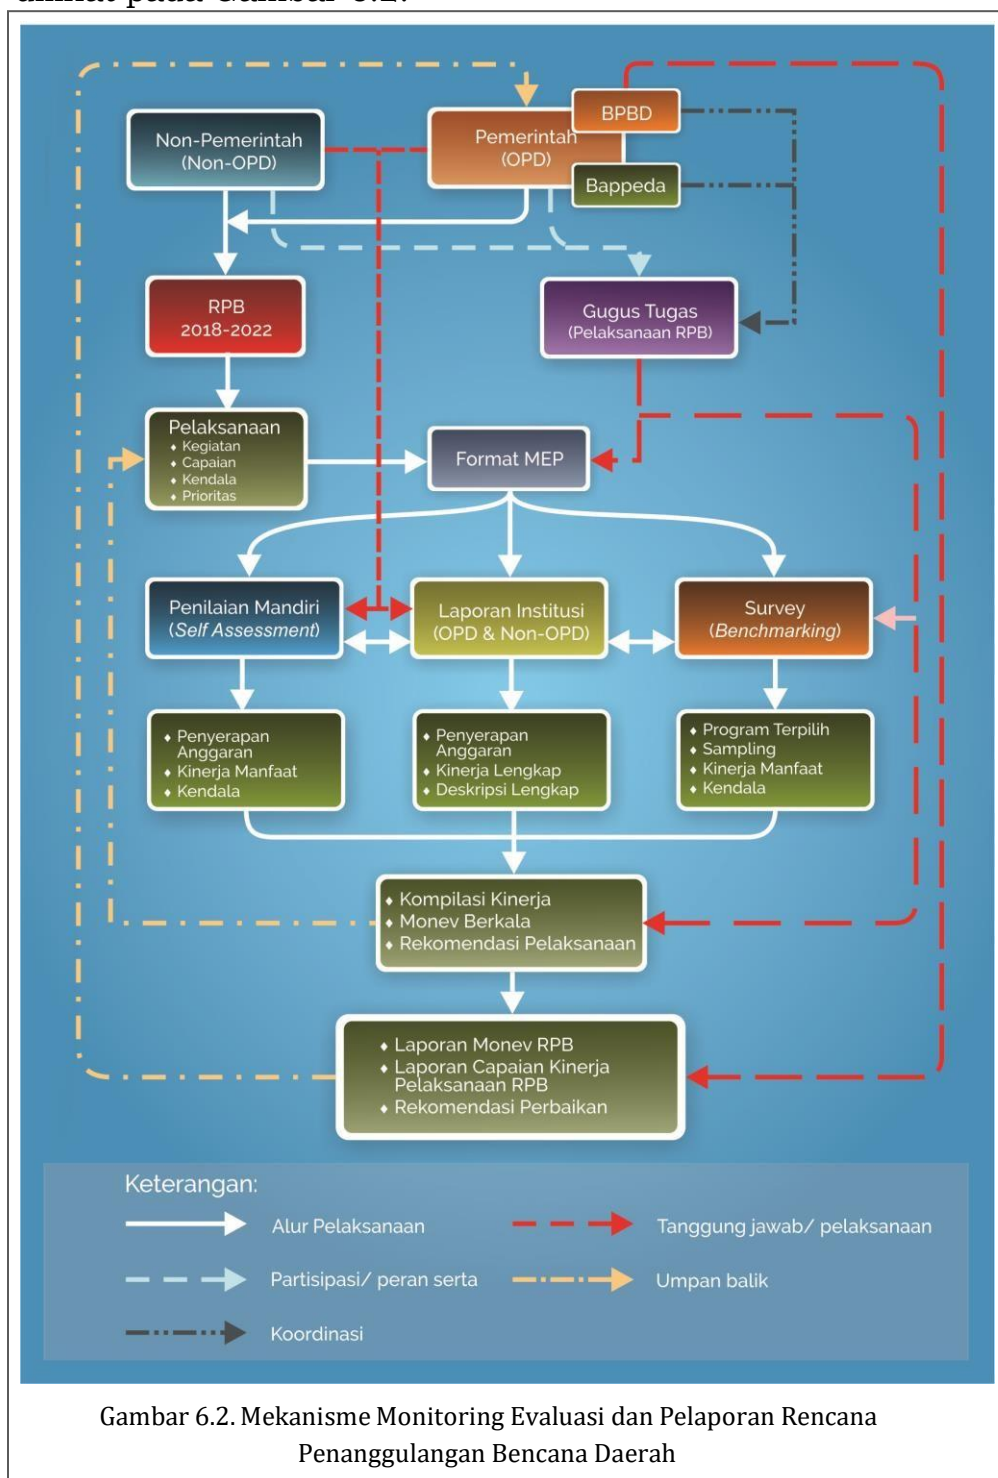 BPBD
Non-Pemerintah
(Non-OPD)
Pemerintah
(OPD)
Bappeda
RPB
2018-2022
Gugus Tugas
(Pelaksanaan RPB)
Pelaksanaan
♦ Kegiatan
♦ Capaian
♦ Kendala
♦ Prioritas
Format MEP
Penilaian Mandiri
(Self Assessment)
Laporan Institusi
(OPD & Non-OPD)
Survey
(Benchmarking)
♦ Penyerapan
Anggaran
♦ Kinerja Manfaat
♦ Kendala
♦ Penyerapan
Anggaran
♦ Kinerja Lengkap
♦ Deskripsi Lengkap
♦ Program Terpilih
♦ Sampling
♦ Kinerja Manfaat
♦ Kendala
♦ Kompilasi Kinerja
♦ Monev Berkala
♦ Rekomendasi Pelaksanaan
♦ Laporan Monev RPB
♦ Laporan Capaian Kinerja
Pelaksanaan RPB
♦ Rekomendasi Perbaikan
Keterangan:
Alur Pelaksanaan
Tanggung jawab/ pelaksanaan
Partisipasi/ peran serta
Umpan balik
Koordinasi
Gambar 6.2. Mekanisme Monitoring Evaluasi dan Pelaporan Rencana
Penanggulangan Bencana Daerah